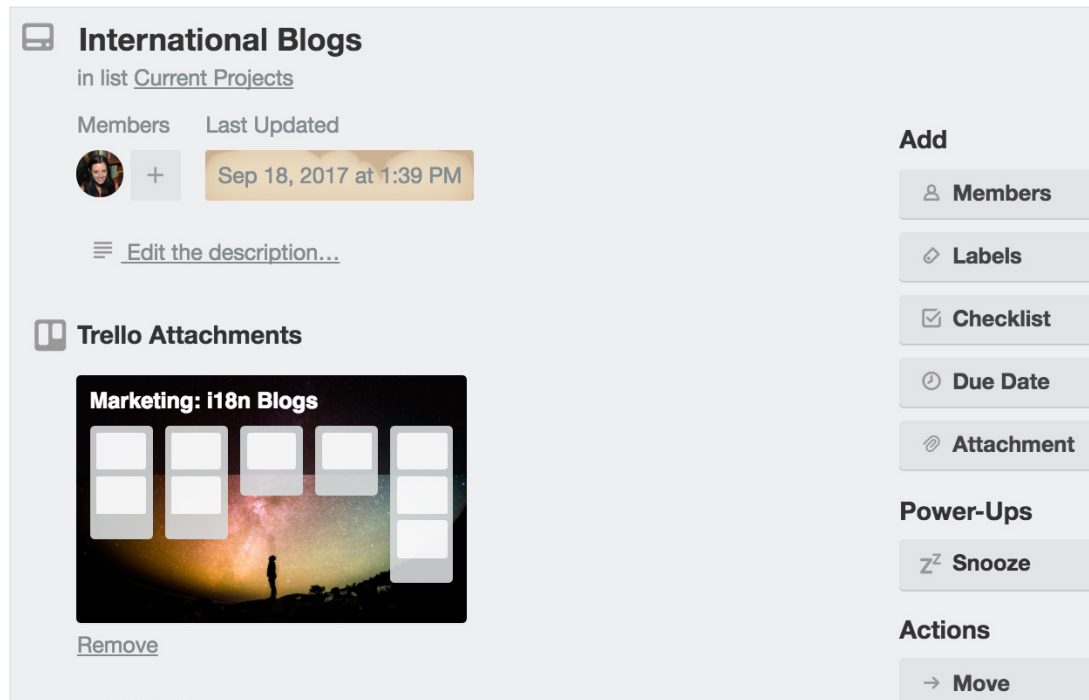 International Blogs
in list Current Projects
Members
Last Updated
+
Sep 18, 2017 at 1:39 PM
Edit the description…
Trello Attachments
Marketing: i18n Blogs
Remove
Add
Members
Labels
Checklist
Due Date
Attachment
Power-Ups
zz Snooze
Actions
→ Move